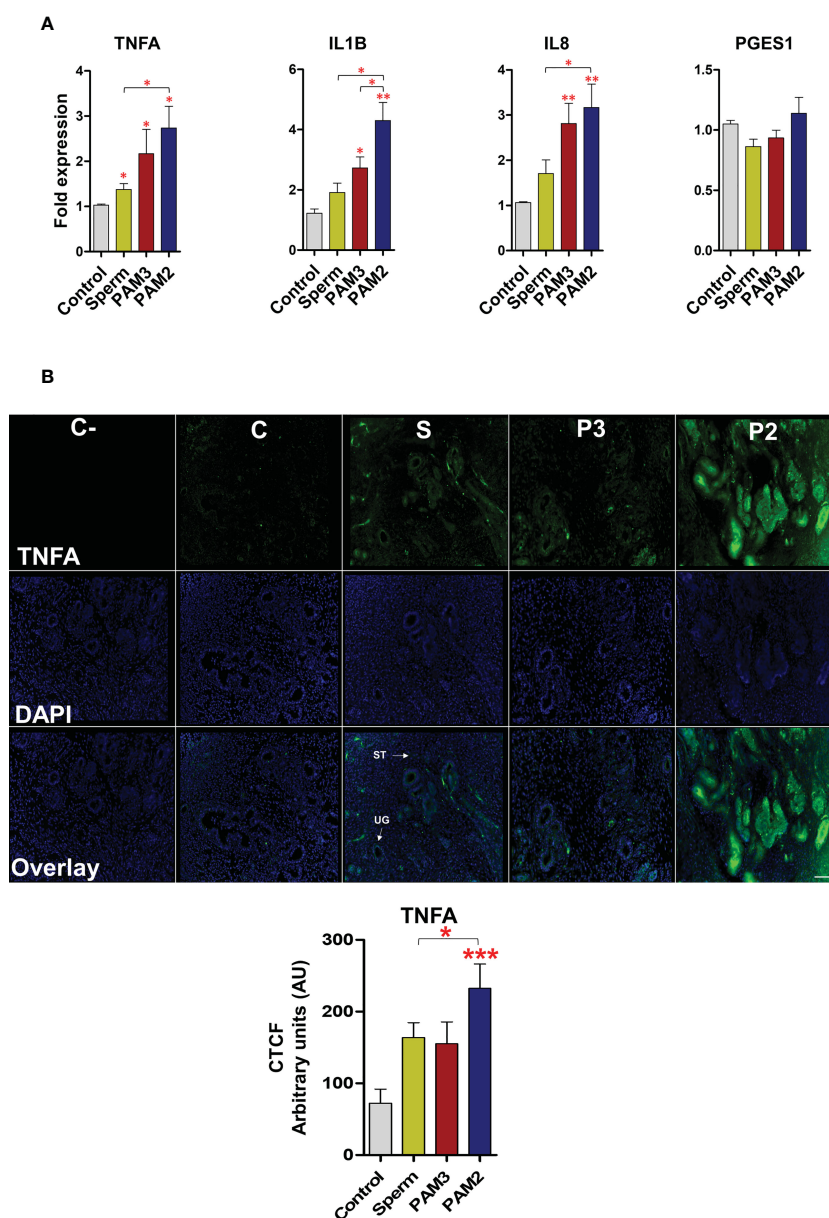 A
TNFA
IL1B
IL8
PGES1
Fold expression
4
3
2
1
0
*
*
*
*
Control
Sperm
PAM3
PAM2
6
4
2
0
*
*
**
*
Control
Sperm
PAM3
PAM2
4
3
2
1
0
*
**
**
Control
Sperm
PAM3
PAM2
1.5
1.0
0.5
0.0
Control
Sperm
PAM3
PAM2
B
C- C S P3 P2
TNFA
DAPI
ST
UG
Overlay
TNFA
CTCF
Arbitrary units (AU)
300
200
100
0
*
***
Control
Sperm
PAM3
PAM2